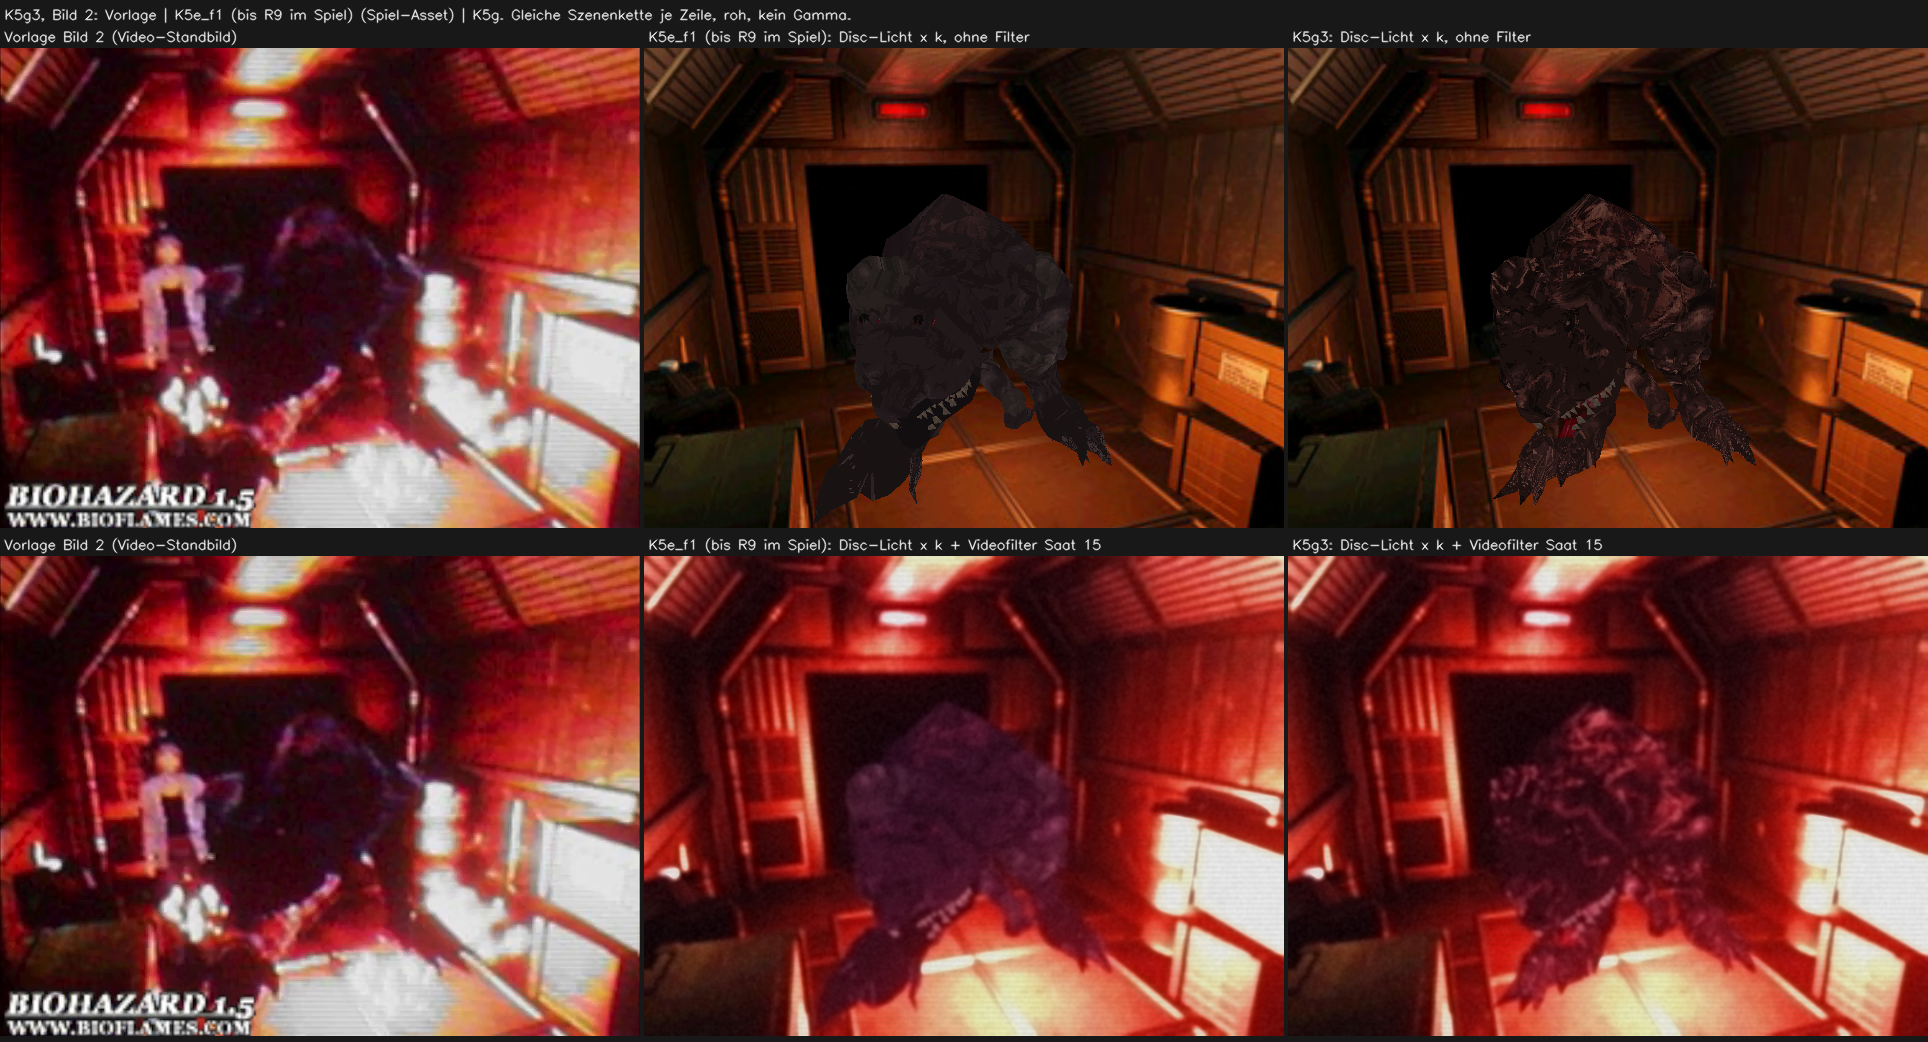 K5g3, Bild 2: Vorlage | K5e_f1 (bis R9 im Spiel) (Spiel-Asset) | K5g. Gleiche Szenenkette je Zeile, roh, kein Gamma.
Vorlage Bild 2 (Video-Standbild)
K5e_f1 (bis R9 im Spiel): Disc-Licht x k, ohne Filter
K5g3: Disc-Licht x k, ohne Filter
BIOHAZARD 1.5
WWW.BIOFLAMES.COM
Vorlage Bild 2 (Video-Standbild)
K5e_f1 (bis R9 im Spiel): Disc-Licht x k + Videofilter Saat 15
K5g3: Disc-Licht x k + Videofilter Saat 15
BIOHAZARD 1.5
WWW.BIOFLAMES.COM